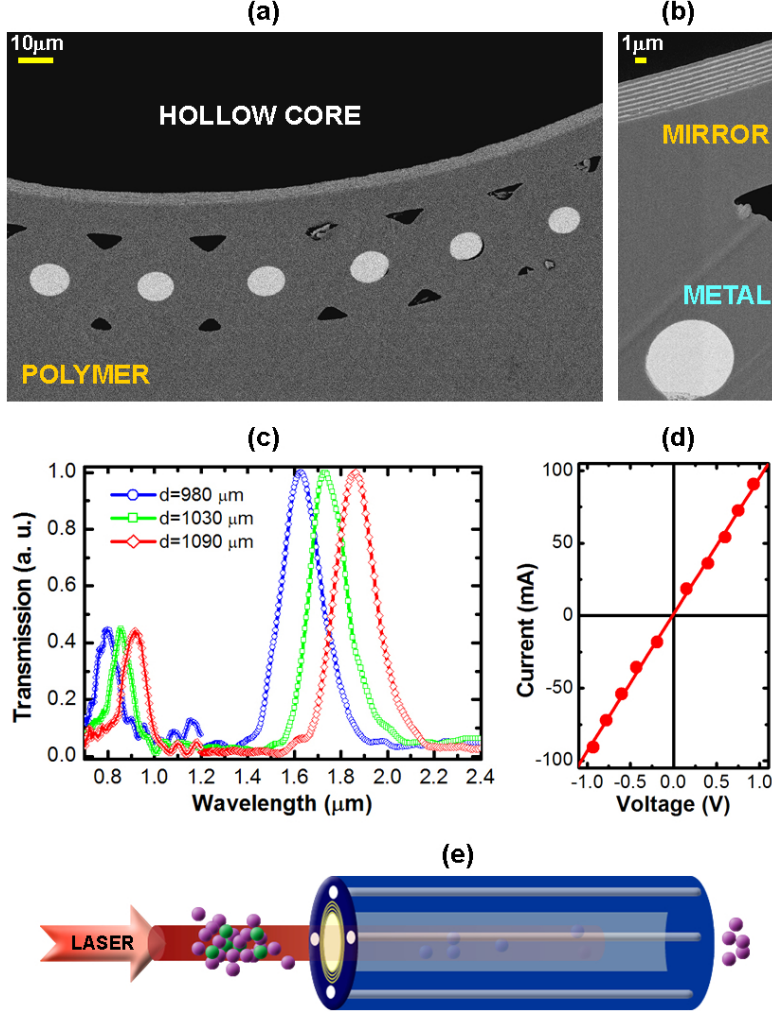 (a)
(b)
10μm
1μm
HOLLOW CORE
MIRROR
METAL
POLYMER
(c)
(d)
Transmission (a. u.)
1.0
0.8
0.6
0.4
0.2
0.0
d=980 μm
d=1030 μm
d=1090 μm
0.8 1.0 1.2 1.4 1.6 1.8 2.0 2.2 2.4
Wavelength (μm)
Current (mA)
100
50
0
-50
-100
-1.0 -0.5 0.0 0.5 1.0
Voltage (V)
(e)
LASER